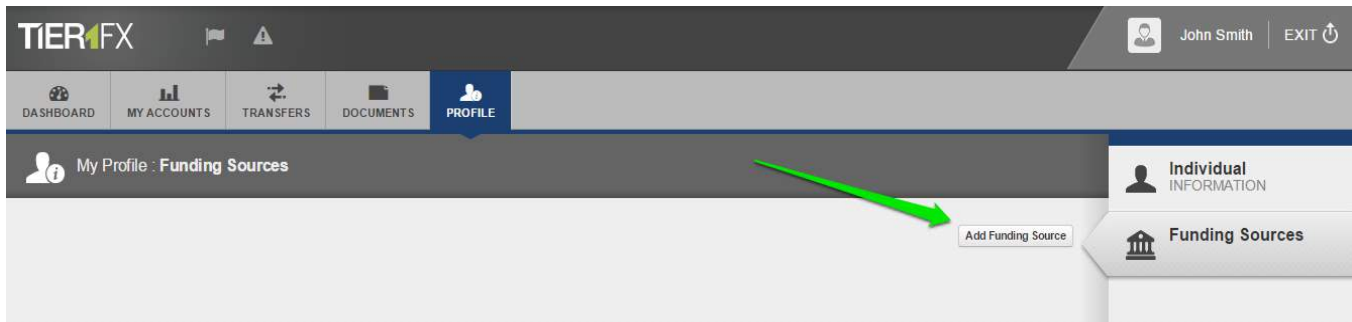 TIER1FX
John Smith
EXIT
DASHBOARD
MY ACCOUNTS
TRANSFERS
DOCUMENTS
PROFILE
My Profile : Funding Sources
Individual
INFORMATION
Add Funding Source
Funding Sources